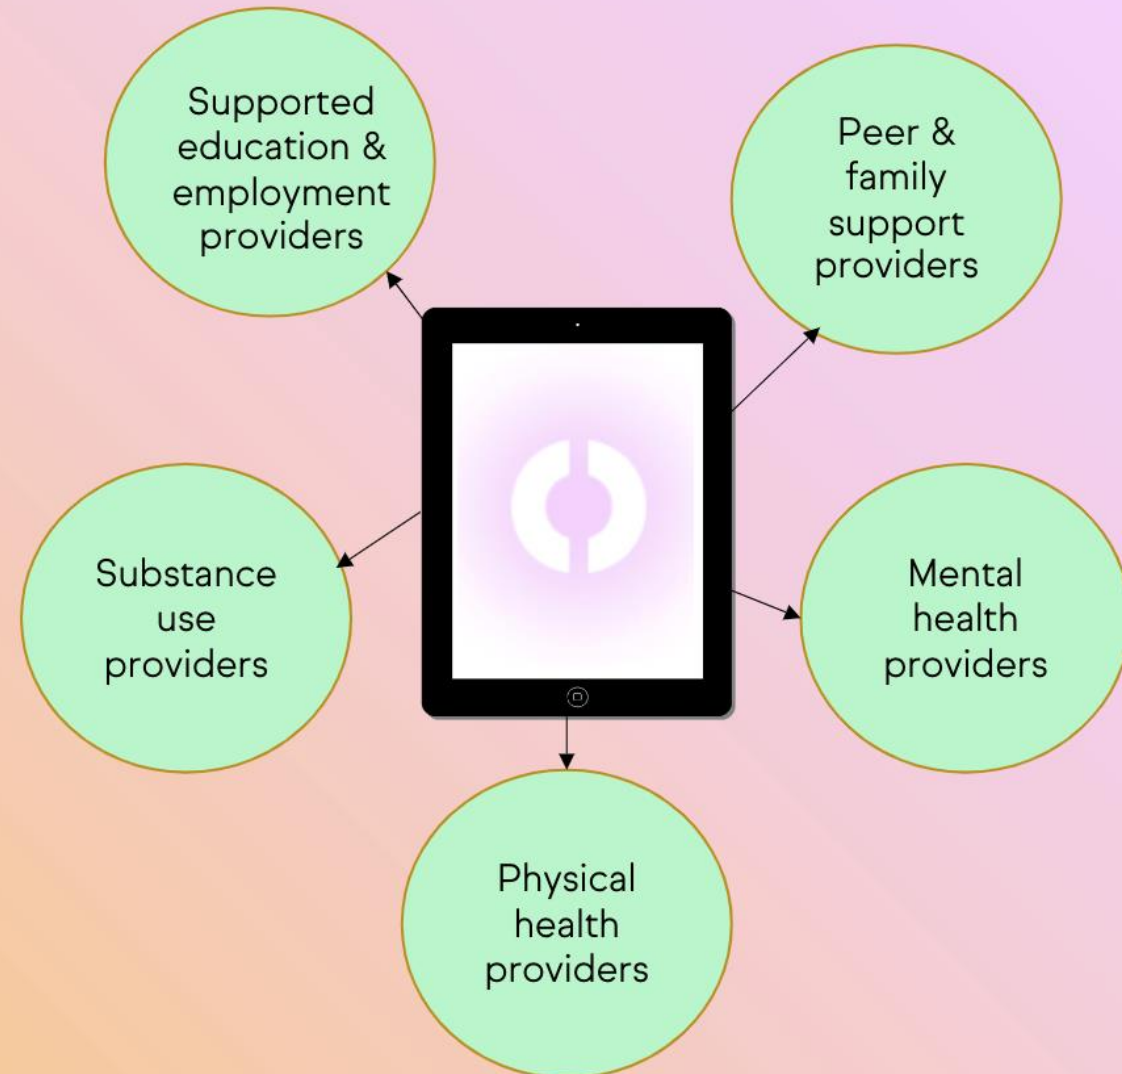 Supported
education &
employment
providers
Peer &
family
support
providers
Substance
use
providers
Mental
health
providers
Physical
health
providers